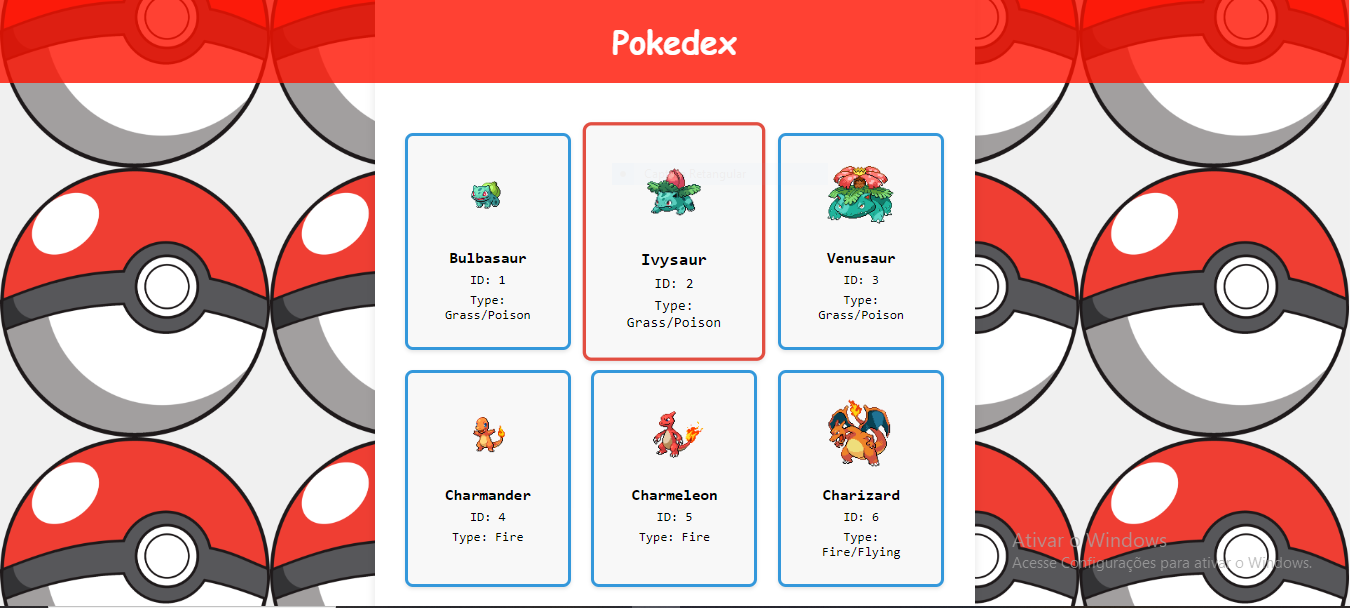 Pokedex
Bulbasaur
ID: 1
Type:
Grass/Poison
Ivysaur
ID: 2
Type:
Grass/Poison
Venusaur
ID: 3
Type:
Grass/Poison
Charmander
ID: 4
Type: Fire
Charmeleon
ID: 5
Type: Fire
Charizard
ID: 6
Type:
Fire/Flying
Ativar o Windows
Acesse Configurações para ativar o Windows.